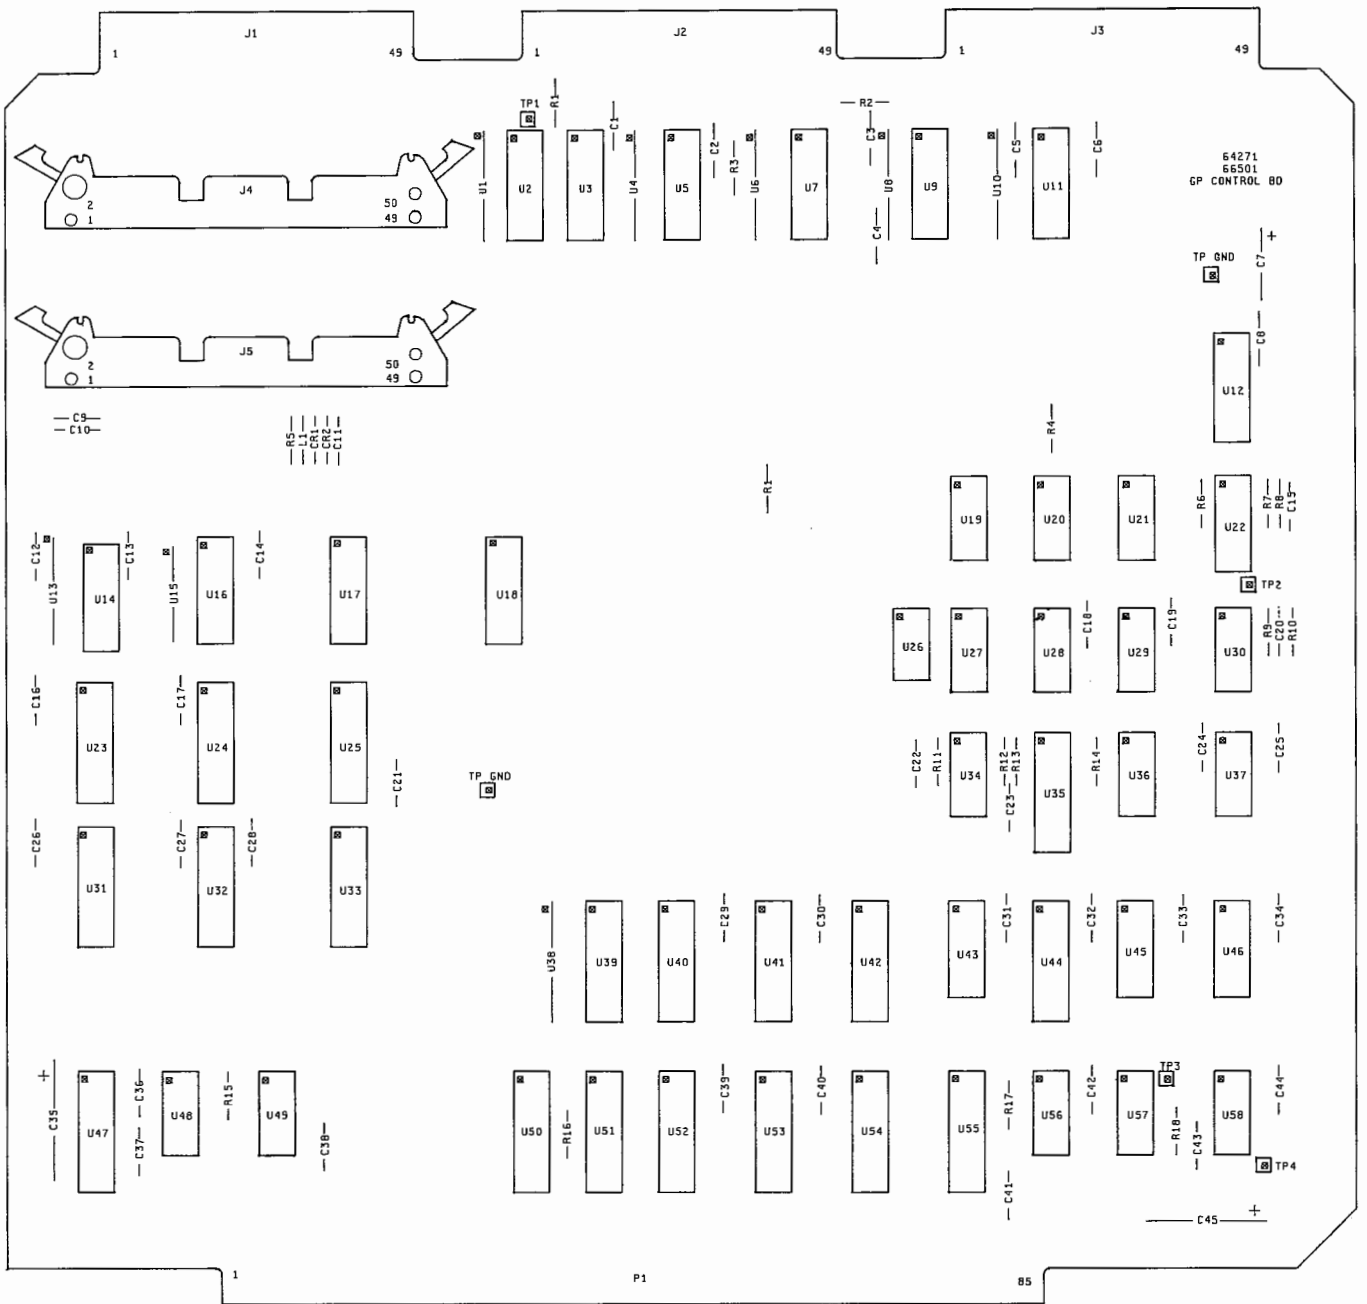 J1
J2
J3
1
49
1
49
1
49
TP1
R1
C1
C2
R3
R2
C3
C5
C6
U1
U2
U3
U4
U5
U6
U7
U8
U9
U10
U11
C4
64271
66501
GP CONTROL BD
J4
2
1
50
49
TP GND
+
C7
C8
J5
2
1
50
49
U12
C9
C10
R5
L1
CR1
CR2
C11
R4
R1
U19
U20
U21
R6
U22
R7
R8
C15
C12
U13
U14
C13
U15
U16
C14
U17
U18
TP2
U26
U27
U28
C18
U29
C19
U30
R9
C20
R10
C16
U23
C17
U24
U25
C21
TP GND
C22
R11
U34
R12
R13
C23
U35
R14
U36
C24
U37
C25
C26
U31
C27
U32
C28
U33
U38
U39
U40
C29
U41
C30
U42
U43
C31
U44
C32
U45
C33
U46
C34
+
C35
U47
C36
C37
U48
R15
U49
C38
U50
R16
U51
U52
C39
U53
C40
U54
U55
R17
C41
U56
C42
U57
TP3
R18
C43
U58
C44
TP4
C45
+
1
P1
85